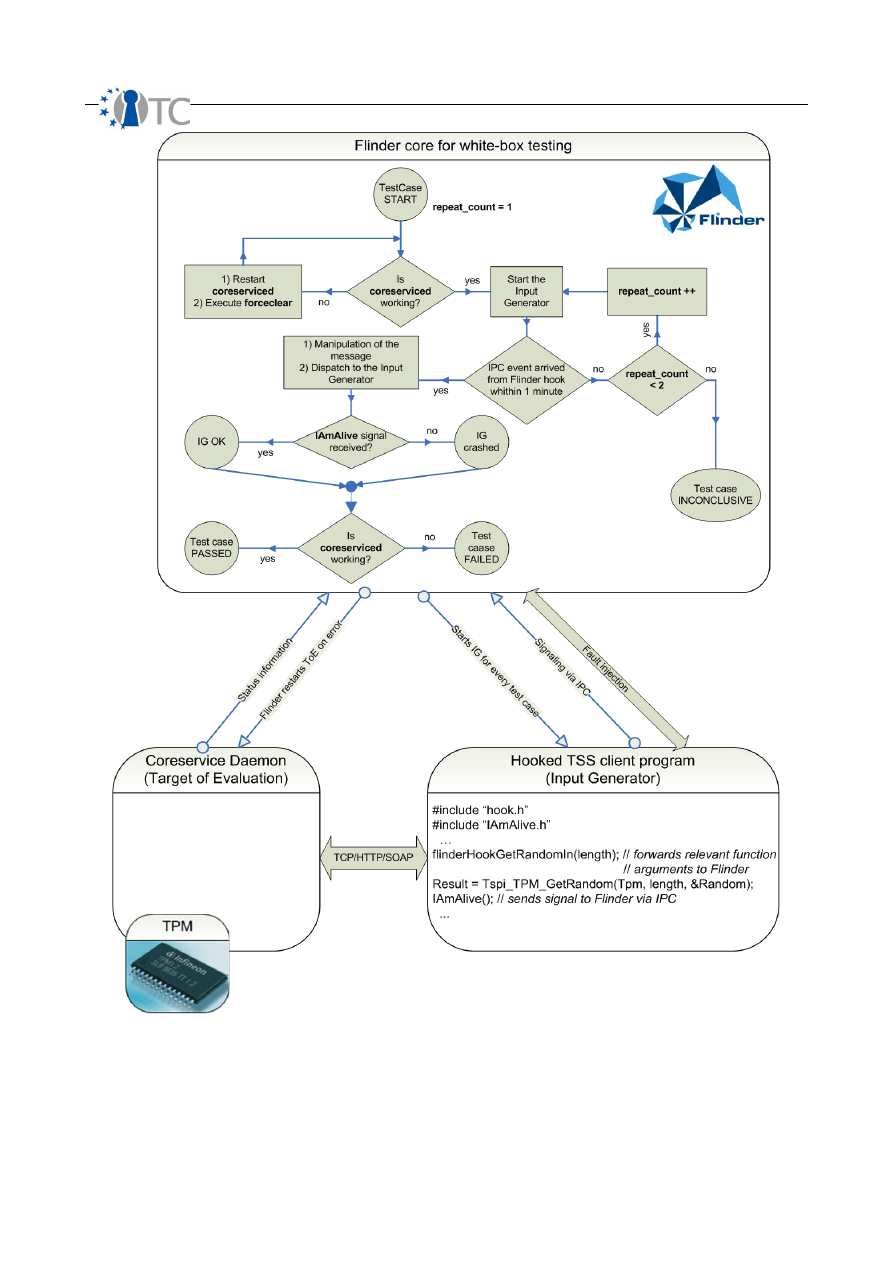 TC
Flinder core for white-box testing
TestCase
START
repeat_count = 1
Flinder
1) Restart
coreserviced
2) Execute forceclear
no
Is
coreserviced
working?
yes
Start the
Input
Generator
repeat_count ++
yes
1) Manipulation of the
message
2) Dispatch to the Input
Generator
yes
IPC event arrived
from Flinder hook
whithin 1 minute
no
repeat_count
< 2
no
IG OK
yes
IAmAlive signal
received?
no
IG
crashed
Test case
INCONCLUSIVE
Test case
PASSED
yes
Is
coreserviced
working?
no
Test
caase
FAILED
Status information
Flinder restarts ToE on error
Starts IG for every test case
Signaling via IPC
Fault injection
Coreservice Daemon
(Target of Evaluation)
Hooked TSS client program
(Input Generator)
#include “hook.h”
#include “IAmAlive.h”
...
flinderHookGetRandomIn(length); // forwards relevant function
// arguments to Flinder
Result = Tspi_TPM_GetRandom(Tpm, length, &Random);
IAmAlive(); // sends signal to Flinder via IPC
...
TCP/HTTP/SOAP
TPM
Infineon